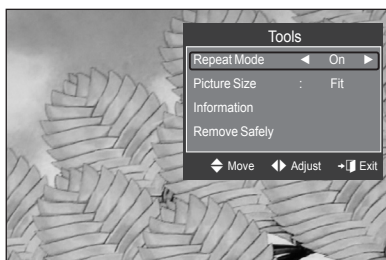 Tools
Repeat Mode ◀ On ▶
Picture Size : Fit
Information
Remove Safely
Move Adjust Exit